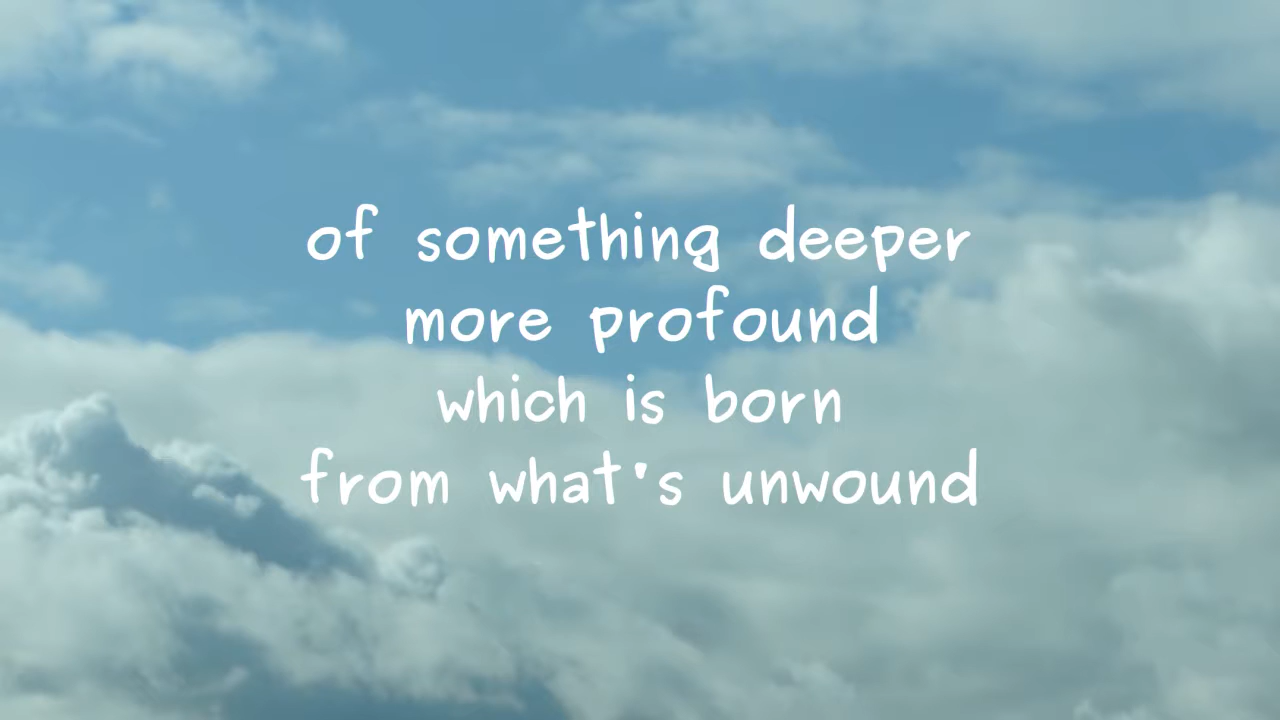 of something deeper
more profound
which is born
from what's unwound